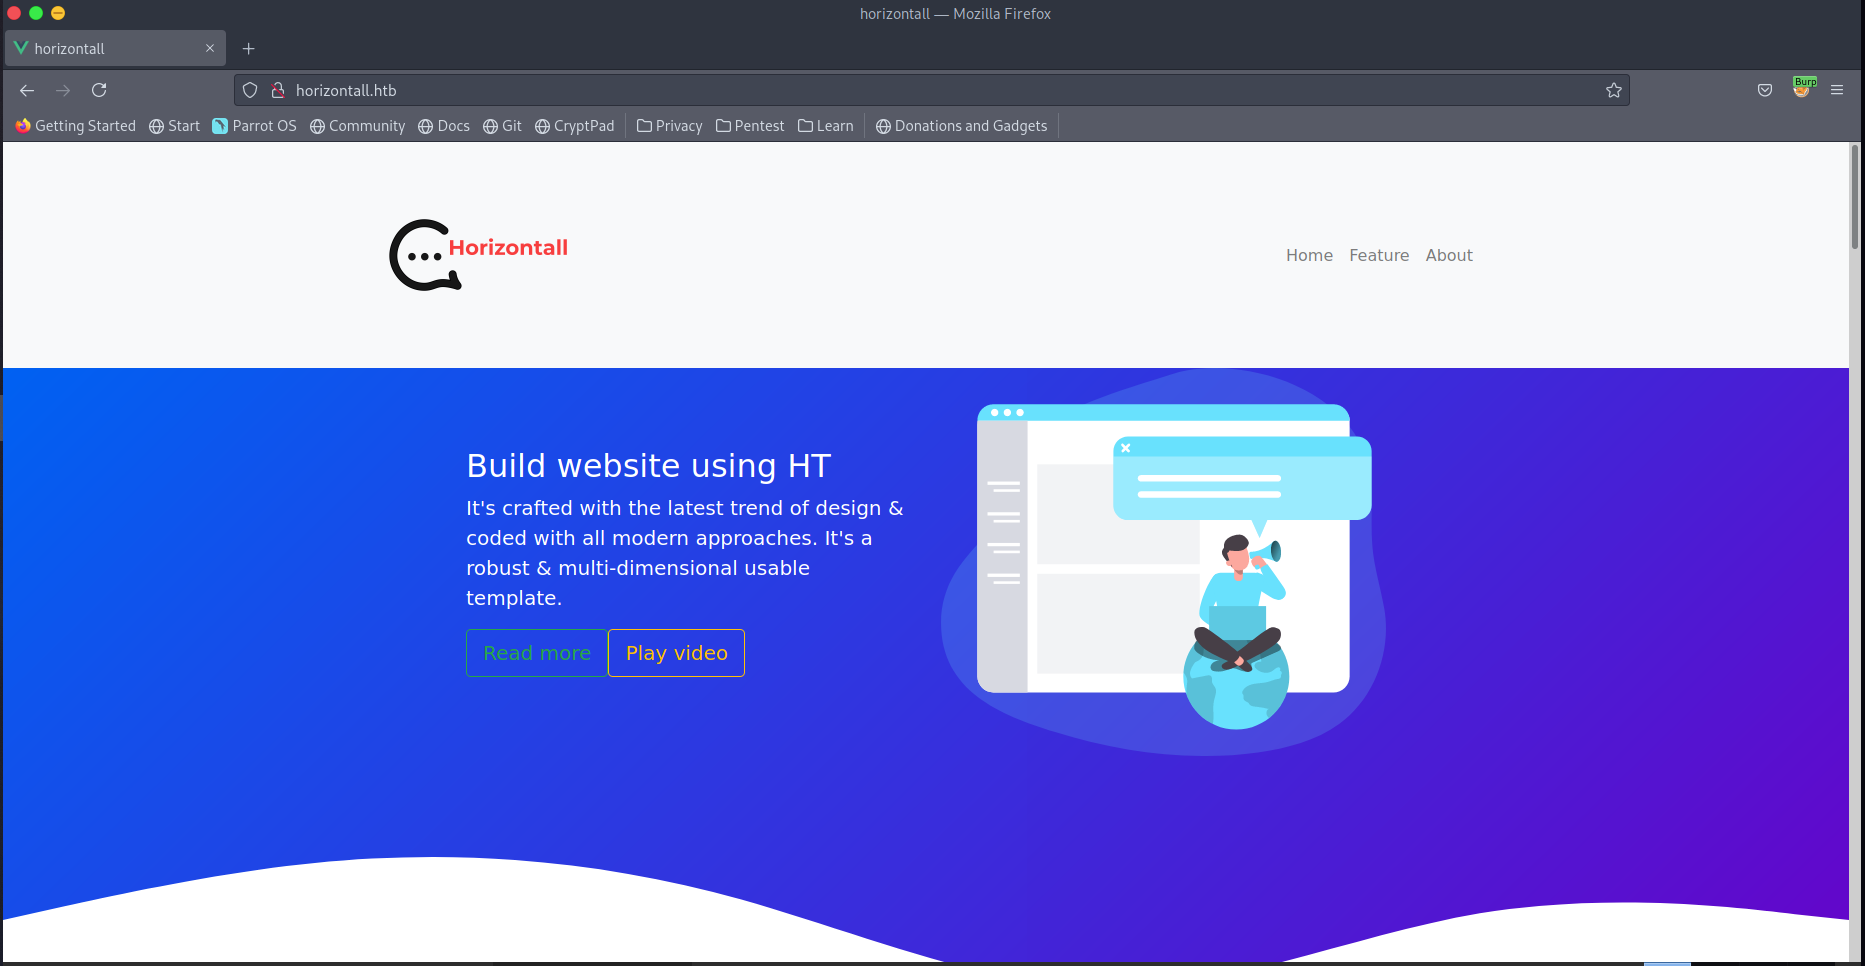 horizontall — Mozilla Firefox
horizontall
horizontall.htb
Burp
Getting Started Start Parrot OS Community Docs Git CryptPad Privacy Pentest Learn Donations and Gadgets
Horizontall
Home Feature About
Build website using HT
It's crafted with the latest trend of design &
coded with all modern approaches. It's a
robust & multi-dimensional usable
template.
Read more Play video